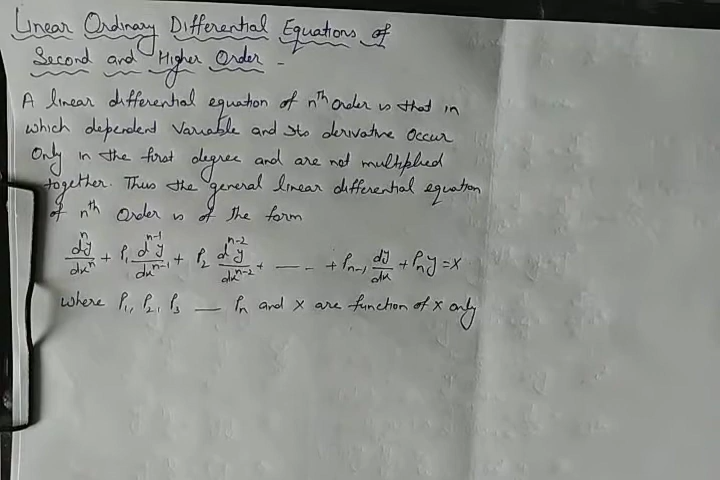 Linear Ordinary Differential Equations of
Second and Higher Order -
A linear differential equation of nth order is that in
which dependent variable and its derivative occur
only in the first degree and are not multiplied
together. Thus the general linear differential equation
of nth Order is of the form
dⁿy/dxⁿ + P₁ dⁿ⁻¹y/dxⁿ⁻¹ + P₂ dⁿ⁻²y/dxⁿ⁻² + --- + Pₙ₋₁ dy/dx + Pₙy = X
where P₁, P₂, P₃ — Pₙ and X are function of x only